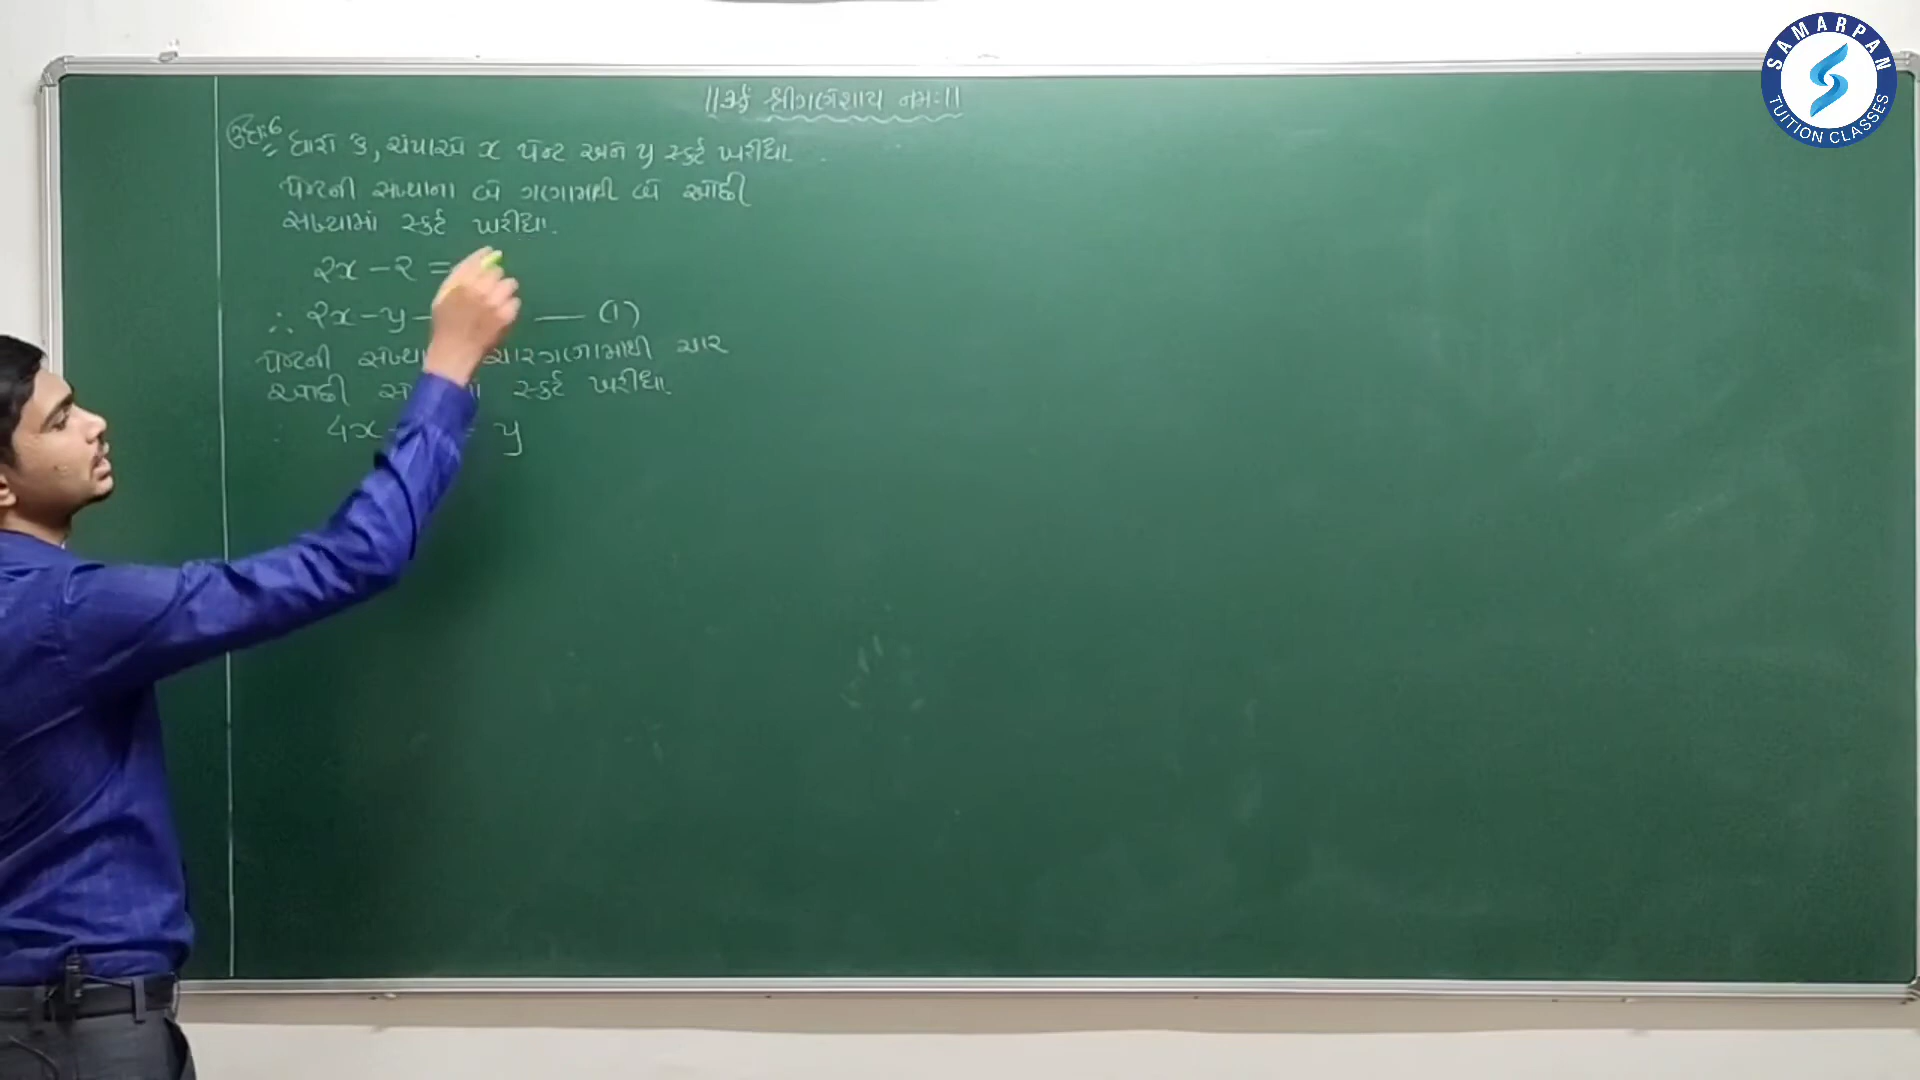 ||ૐ શ્રીગણેશાય નમઃ||
ઉદાઃ6 ધારો કે, ચંપાએ x પેન્ટ અને y સ્કર્ટ ખરીદ્યા
પેન્ટની સંખ્યાના બે ગણામાંથી બે ઓછી
સંખ્યામાં સ્કર્ટ ખરીદ્યા.
2x - 2 =
∴ 2x - y - — (1)
પેન્ટની ચારગણામાંથી ચાર
ઓછી સ્કર્ટ ખરીદ્યા.
4x - = y
SAMARPAN
TUITION CLASSES